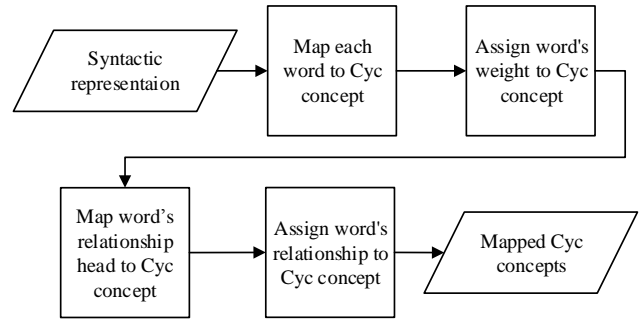 Syntactic
representaion
Map each
word to Cyc
concept
Assign word's
weight to Cyc
concept
Map word’s
relationship
head to Cyc
concept
Assign word's
relationship to
Cyc concept
Mapped Cyc
concepts